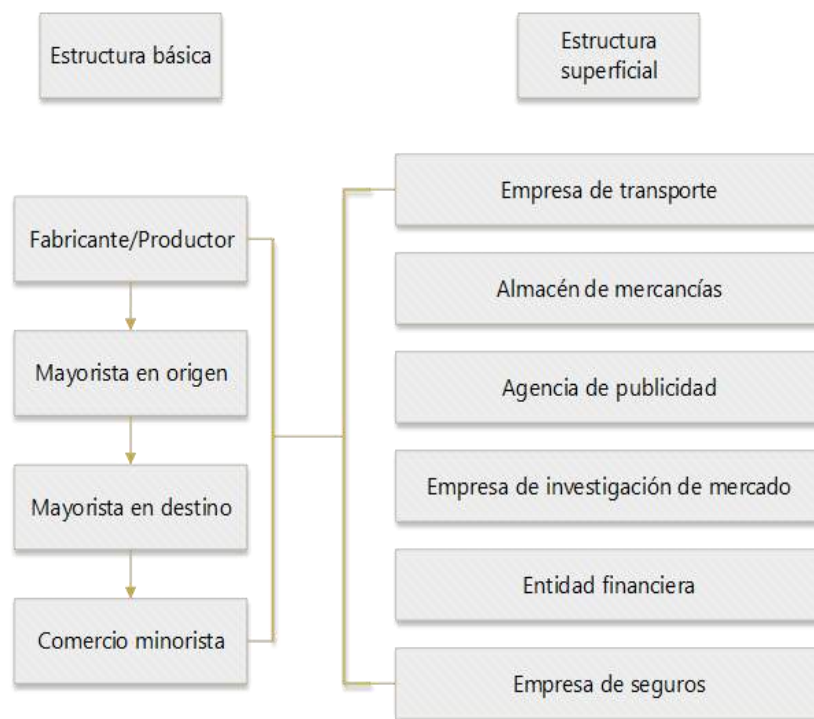 Estructura básica
Estructura
superficial
Fabricante/Productor
Mayorista en origen
Mayorista en destino
Comercio minorista
Empresa de transporte
Almacén de mercancías
Agencia de publicidad
Empresa de investigación de mercado
Entidad financiera
Empresa de seguros